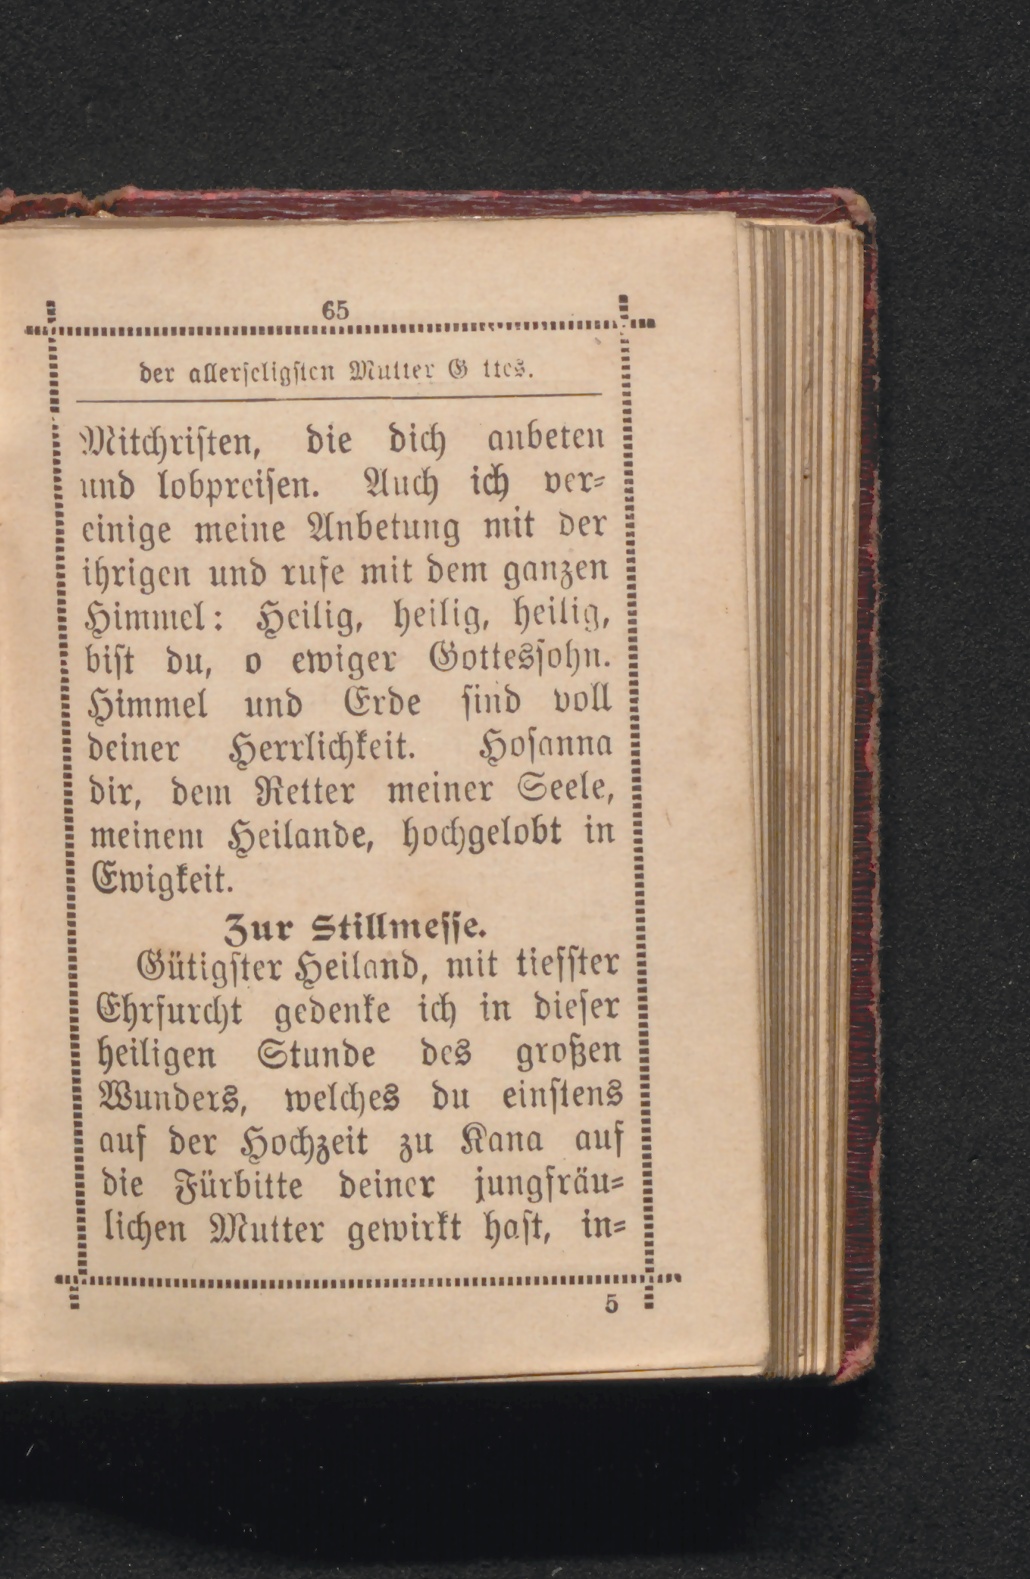 65
der allerseligsten Mutter G ttes.
Mitchristen, die dich anbeten
und lobpreisen. Auch ich ver-
einige meine Anbetung mit der
ihrigen und rufe mit dem ganzen
Himmel: Heilig, heilig, heilig,
bist du, o ewiger Gottessohn.
Himmel und Erde sind voll
deiner Herrlichkeit. Hosanna
dir, dem Retter meiner Seele,
meinem Heilande, hochgelobt in
Ewigkeit.
Zur Stillmesse.
Gütigster Heiland, mit tiefster
Ehrfurcht gedenke ich in dieser
heiligen Stunde des großen
Wunders, welches du einstens
auf der Hochzeit zu Kana auf
die Fürbitte deiner jungfräu-
lichen Mutter gewirkt hast, in-
5